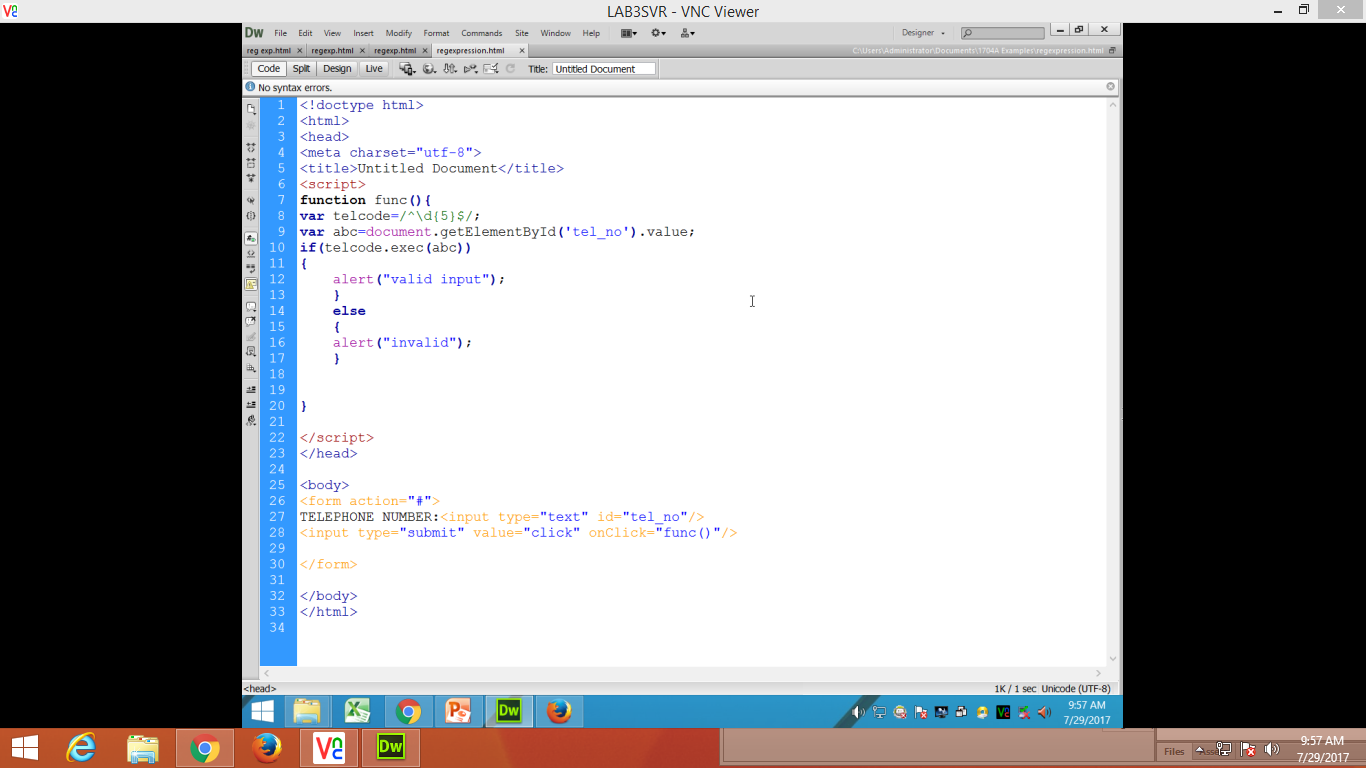 LAB3SVR - VNC Viewer
Dw File Edit View Insert Modify Format Commands Site Window Help Designer
reg exp.html regexp.html regexp.html regexpression.html C:\Users\Administrator\Documents\1704A Examples\regexpression.html
Code Split Design Live Title: Untitled Document
No syntax errors.
1 <!doctype html>
2 <html>
3 <head>
4 <meta charset="utf-8">
5 <title>Untitled Document</title>
6 <script>
7 function func(){
8 var telcode=/^\d{5}$/;
9 var abc=document.getElementById('tel_no').value;
10 if(telcode.exec(abc))
11 {
12 alert("valid input");
13 }
14 else
15 {
16 alert("invalid");
17 }
18
19
20 }
21
22 </script>
23 </head>
24
25 <body>
26 <form action="#">
27 TELEPHONE NUMBER:<input type="text" id="tel_no"/>
28 <input type="submit" value="click" onClick="func()"/>
29
30 </form>
31
32 </body>
33 </html>
34
<head> 1K / 1 sec Unicode (UTF-8)
Dw 9:57 AM
7/29/2017
Dw Files 9:57 AM
7/29/2017